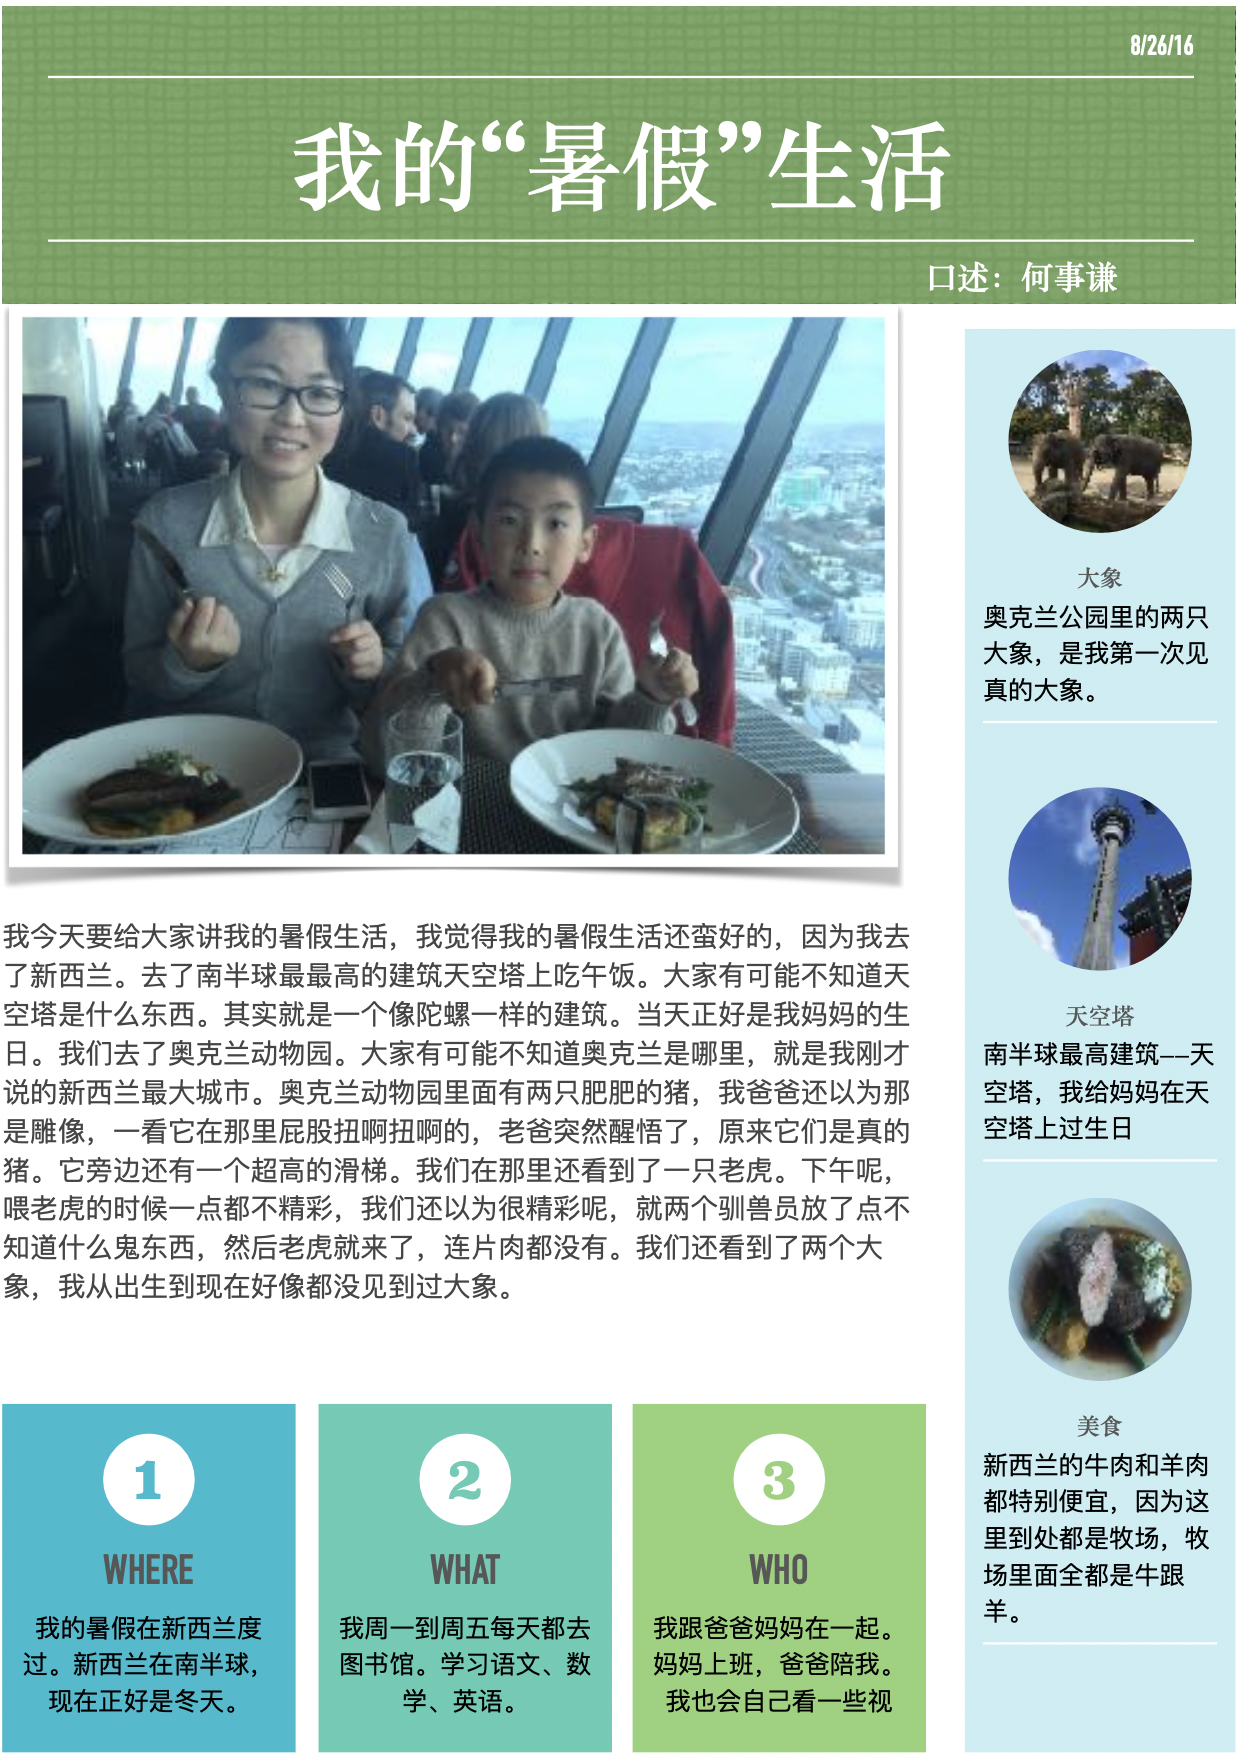 8/26/16
我的“暑假”生活
口述：何事谦
我今天要给大家讲我的暑假生活，我觉得我的暑假生活还蛮好的，因为我去
了新西兰。去了南半球最最高的建筑天空塔上吃午饭。大家有可能不知道天
空塔是什么东西。其实就是一个像陀螺一样的建筑。当天正好是我妈妈的生
日。我们去了奥克兰动物园。大家有可能不知道奥克兰是哪里，就是我刚才
说的新西兰最大城市。奥克兰动物园里面有两只肥肥的猪，我爸爸还以为那
是雕像，一看它在那里屁股扭啊扭啊的，老爸突然醒悟了，原来它们是真的
猪。它旁边还有一个超高的滑梯。我们在那里还看到了一只老虎。下午呢，
喂老虎的时候一点都不精彩，我们还以为很精彩呢，就两个驯兽员放了点不
知道什么鬼东西，然后老虎就来了，连片肉都没有。我们还看到了两个大
象，我从出生到现在好像都没见到过大象。
1
WHERE
我的暑假在新西兰度
过。新西兰在南半球，
现在正好是冬天。
2
WHAT
我周一到周五每天都去
图书馆。学习语文、数
学、英语。
3
WHO
我跟爸爸妈妈在一起。
妈妈上班，爸爸陪我。
我也会自己看一些视
大象
奥克兰公园里的两只
大象，是我第一次见
真的大象。
天空塔
南半球最高建筑––天
空塔，我给妈妈在天
空塔上过生日
美食
新西兰的牛肉和羊肉
都特别便宜，因为这
里到处都是牧场，牧
场里面全都是牛跟
羊。